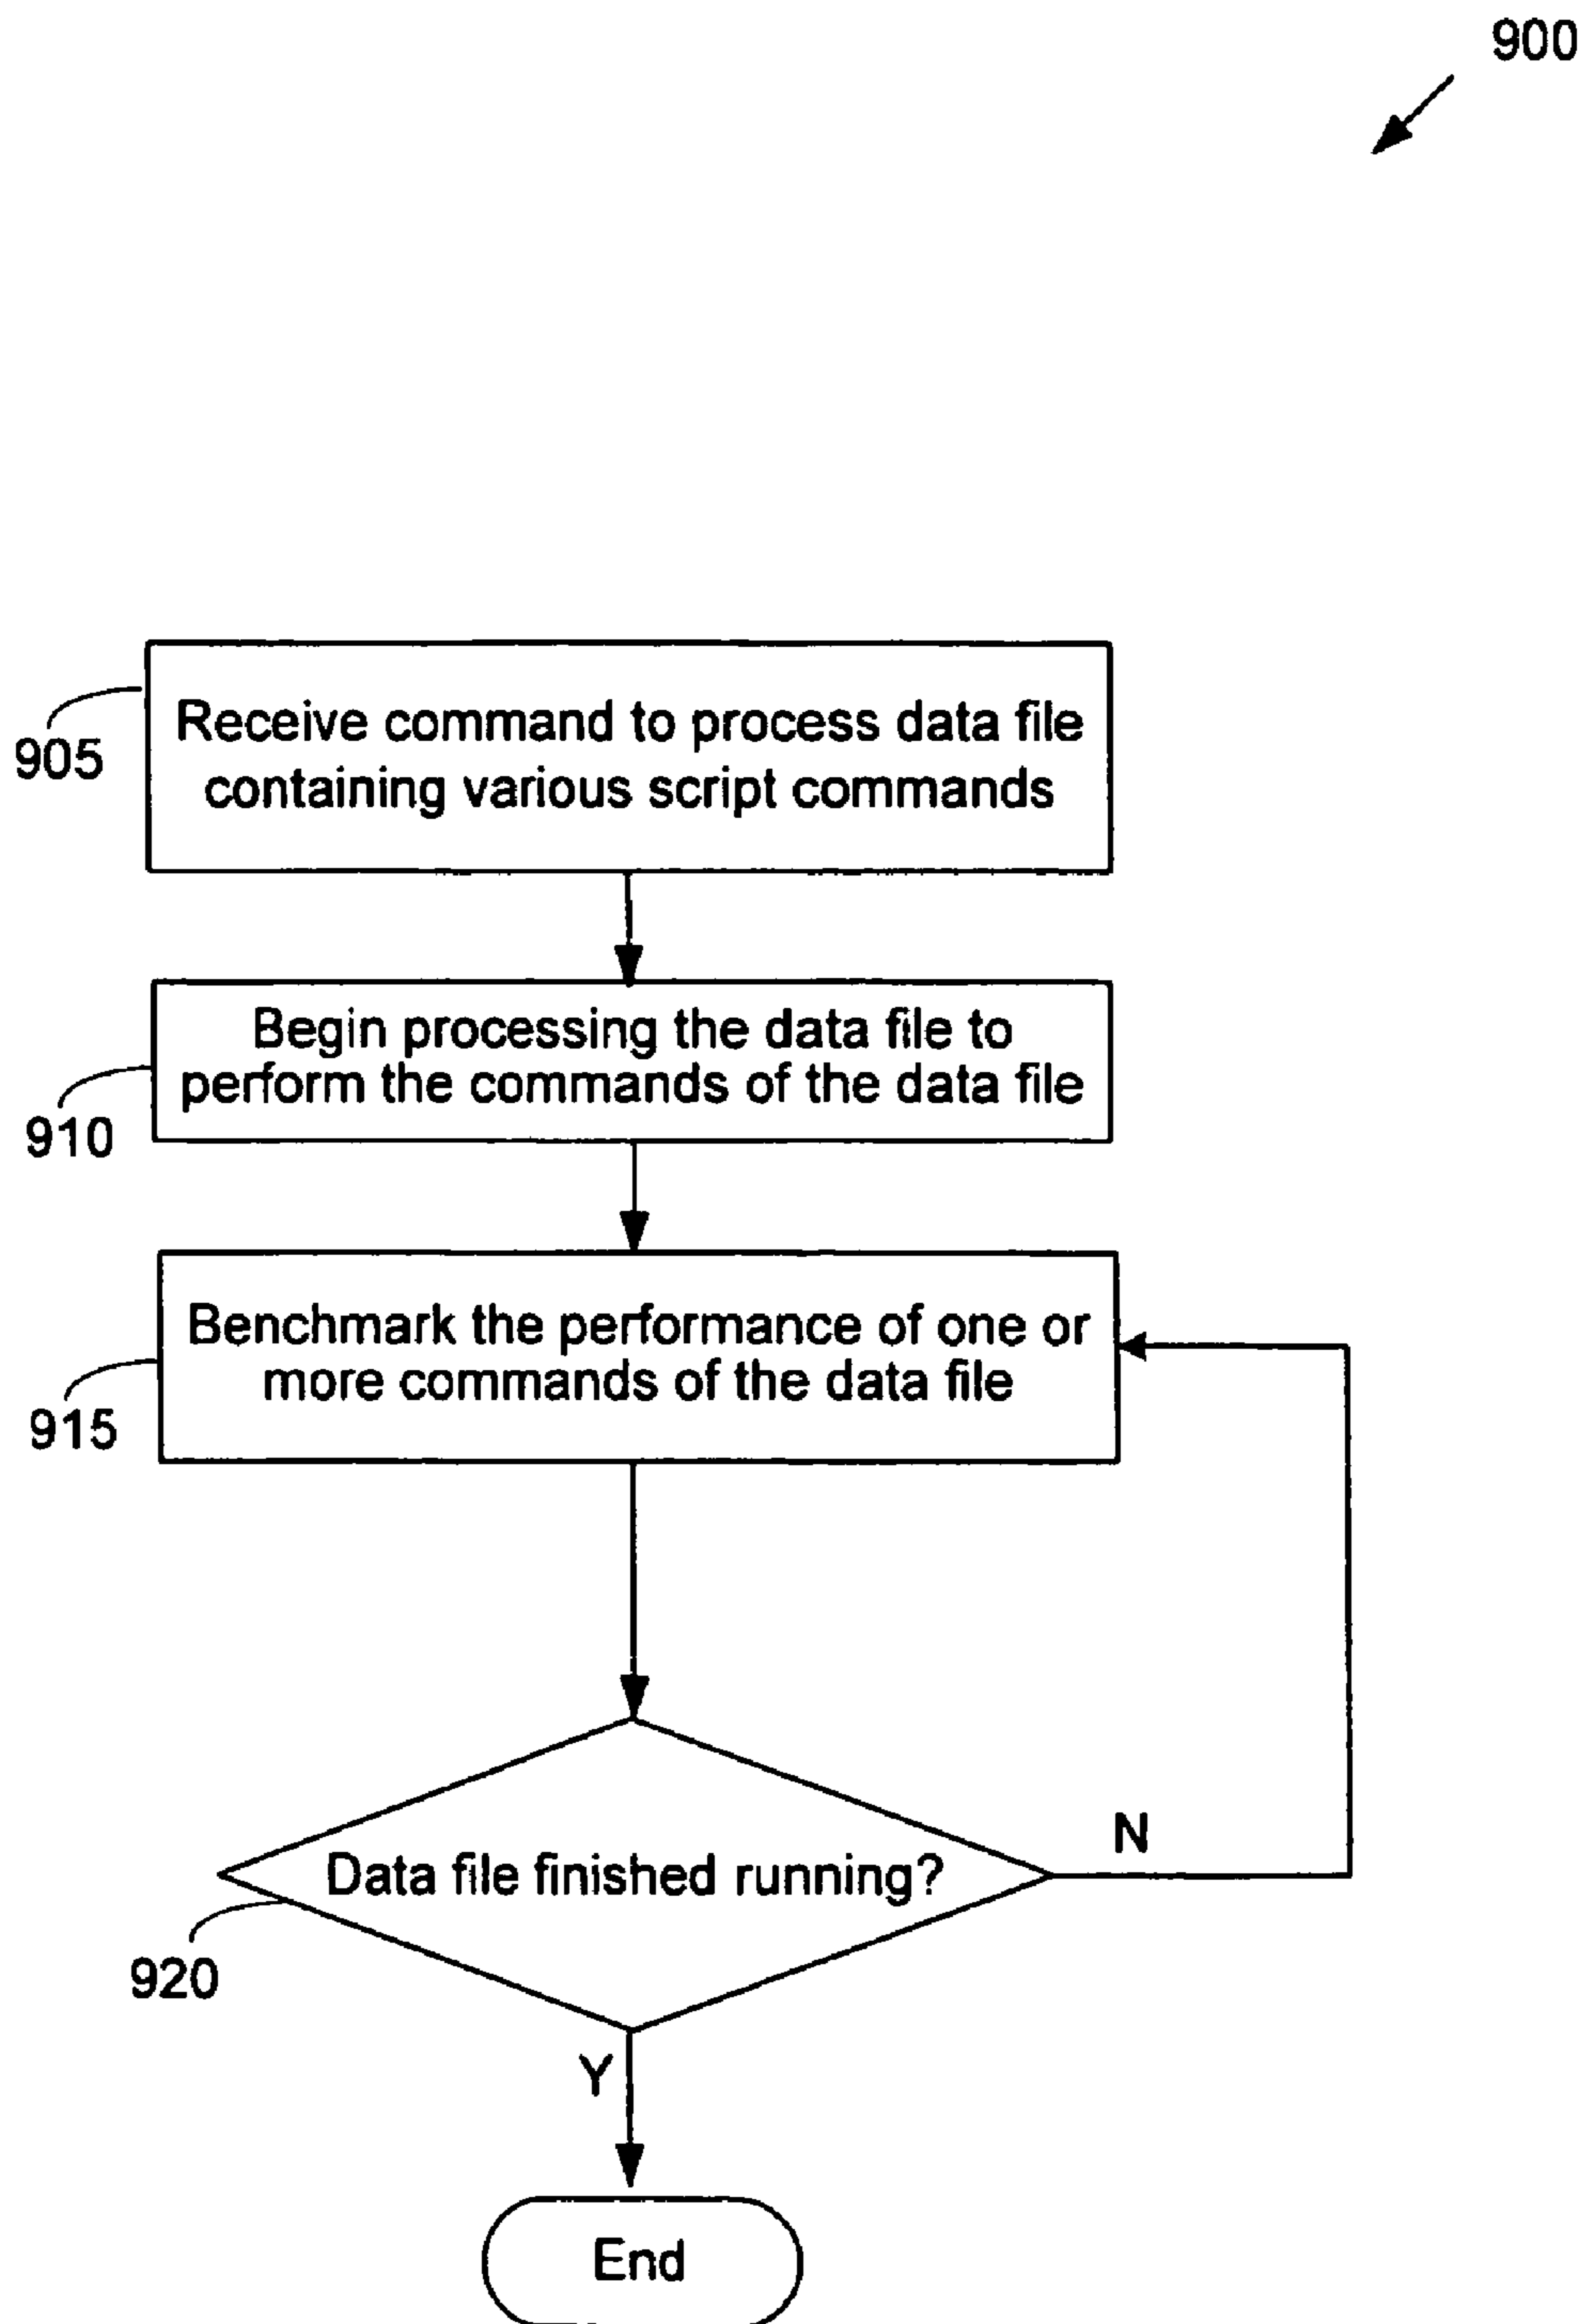 900
Receive command to process data file
containing various script commands
905
Begin processing the data file to
perform the commands of the data file
910
Benchmark the performance of one or
more commands of the data file
915
Data file finished running?
N
920
Y
End